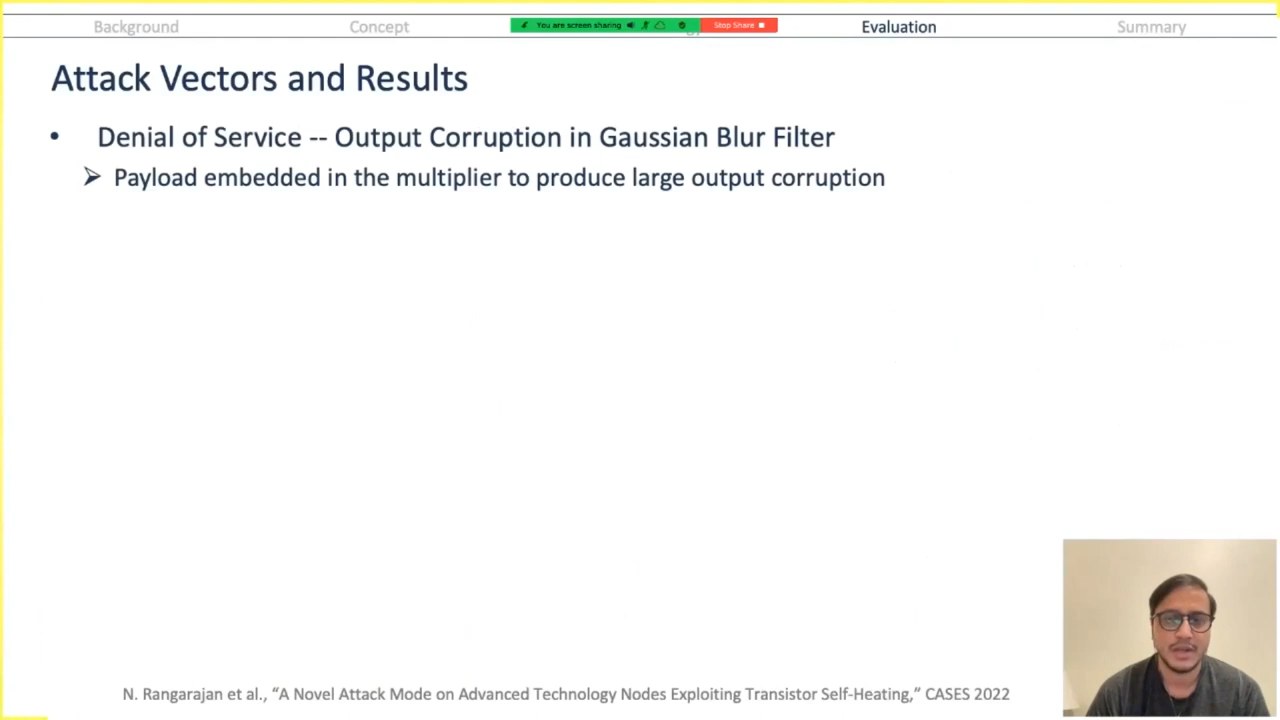 Background Concept Evaluation Summary
You are screen sharing Stop Share
Attack Vectors and Results
• Denial of Service -- Output Corruption in Gaussian Blur Filter
➢ Payload embedded in the multiplier to produce large output corruption
N. Rangarajan et al., “A Novel Attack Mode on Advanced Technology Nodes Exploiting Transistor Self-Heating,” CASES 2022